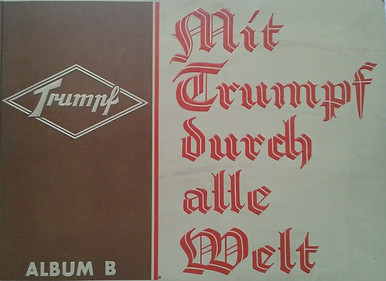 Trumpf
ALBUM B
Mit
Trumpf
durch
alle
Welt